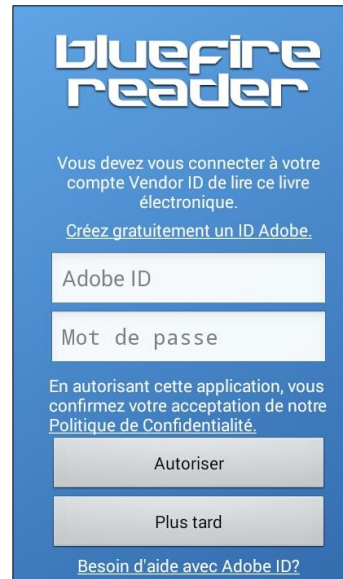 bluefire
reader
Vous devez vous connecter à votre
compte Vendor ID de lire ce livre
électronique.
Créez gratuitement un ID Adobe.
Adobe ID
Mot de passe
En autorisant cette application, vous
confirmez votre acceptation de notre
Politique de Confidentialité.
Autoriser
Plus tard
Besoin d'aide avec Adobe ID?